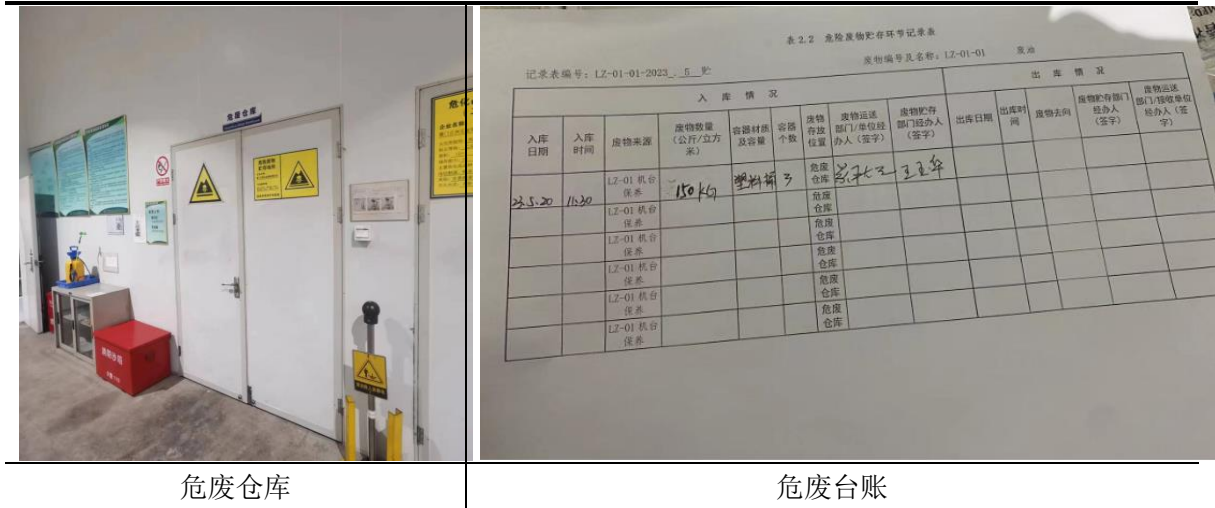 危废仓库
危化
表 2.2 危险废物贮存环节记录表
记录表编号：LZ-01-01-2023 . 5 贮
废物编号及名称：LZ-01-01 废油
入 库 情 况
出 库 情 况
入库日期 入库时间 废物来源 废物数量（公斤/立方米） 容器材质及容量 容器个数 废物存放位置 废物运送部门/单位经办人（签字） 废物贮存部门经办人（签字） 出库日期 出库时间 废物去向 废物贮存部门经办人（签字） 废物运送部门/接收单位经办人（签字）
23.5.20 11:30 LZ-01 机台保养 150KG 塑料桶 3 危废仓库
LZ-01 机台保养 危废仓库
LZ-01 机台保养 危废仓库
LZ-01 机台保养 危废仓库
LZ-01 机台保养 危废仓库
LZ-01 机台保养 危废仓库
危废仓库
危废台账